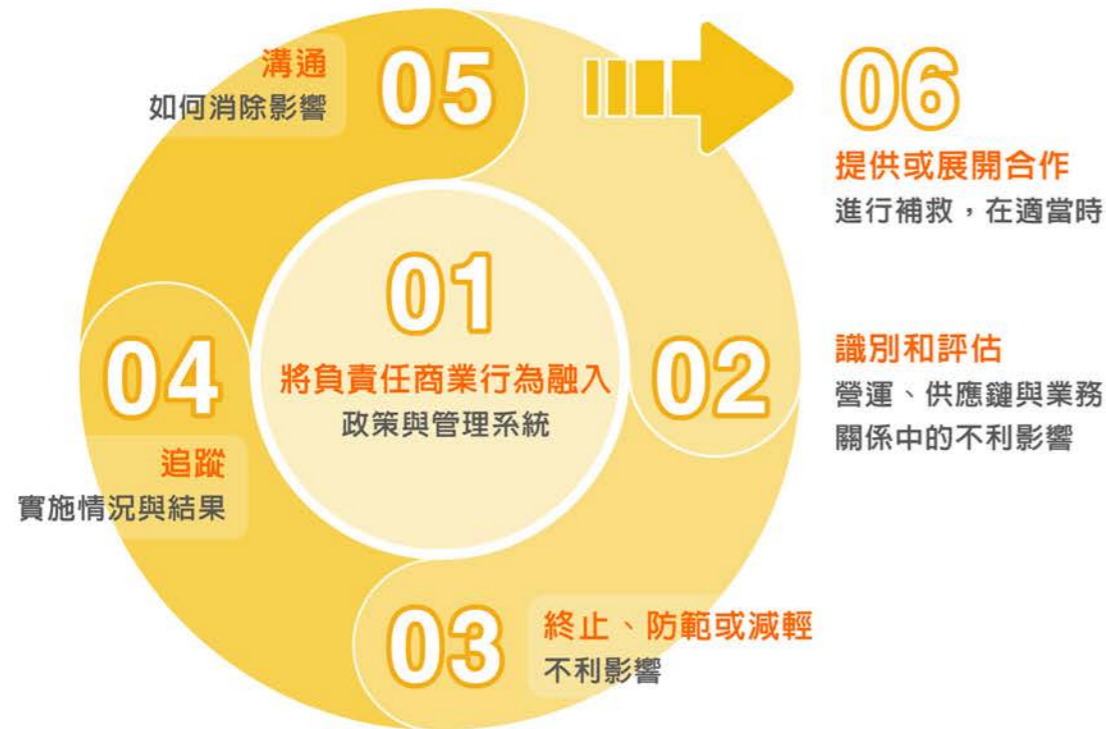 01
將負責任商業行為融入
政策與管理系統
02
識別和評估
營運、供應鏈與業務
關係中的不利影響
03
終止、防範或減輕
不利影響
04
追蹤
實施情況與結果
05
溝通
如何消除影響
06
提供或展開合作
進行補救，在適當時